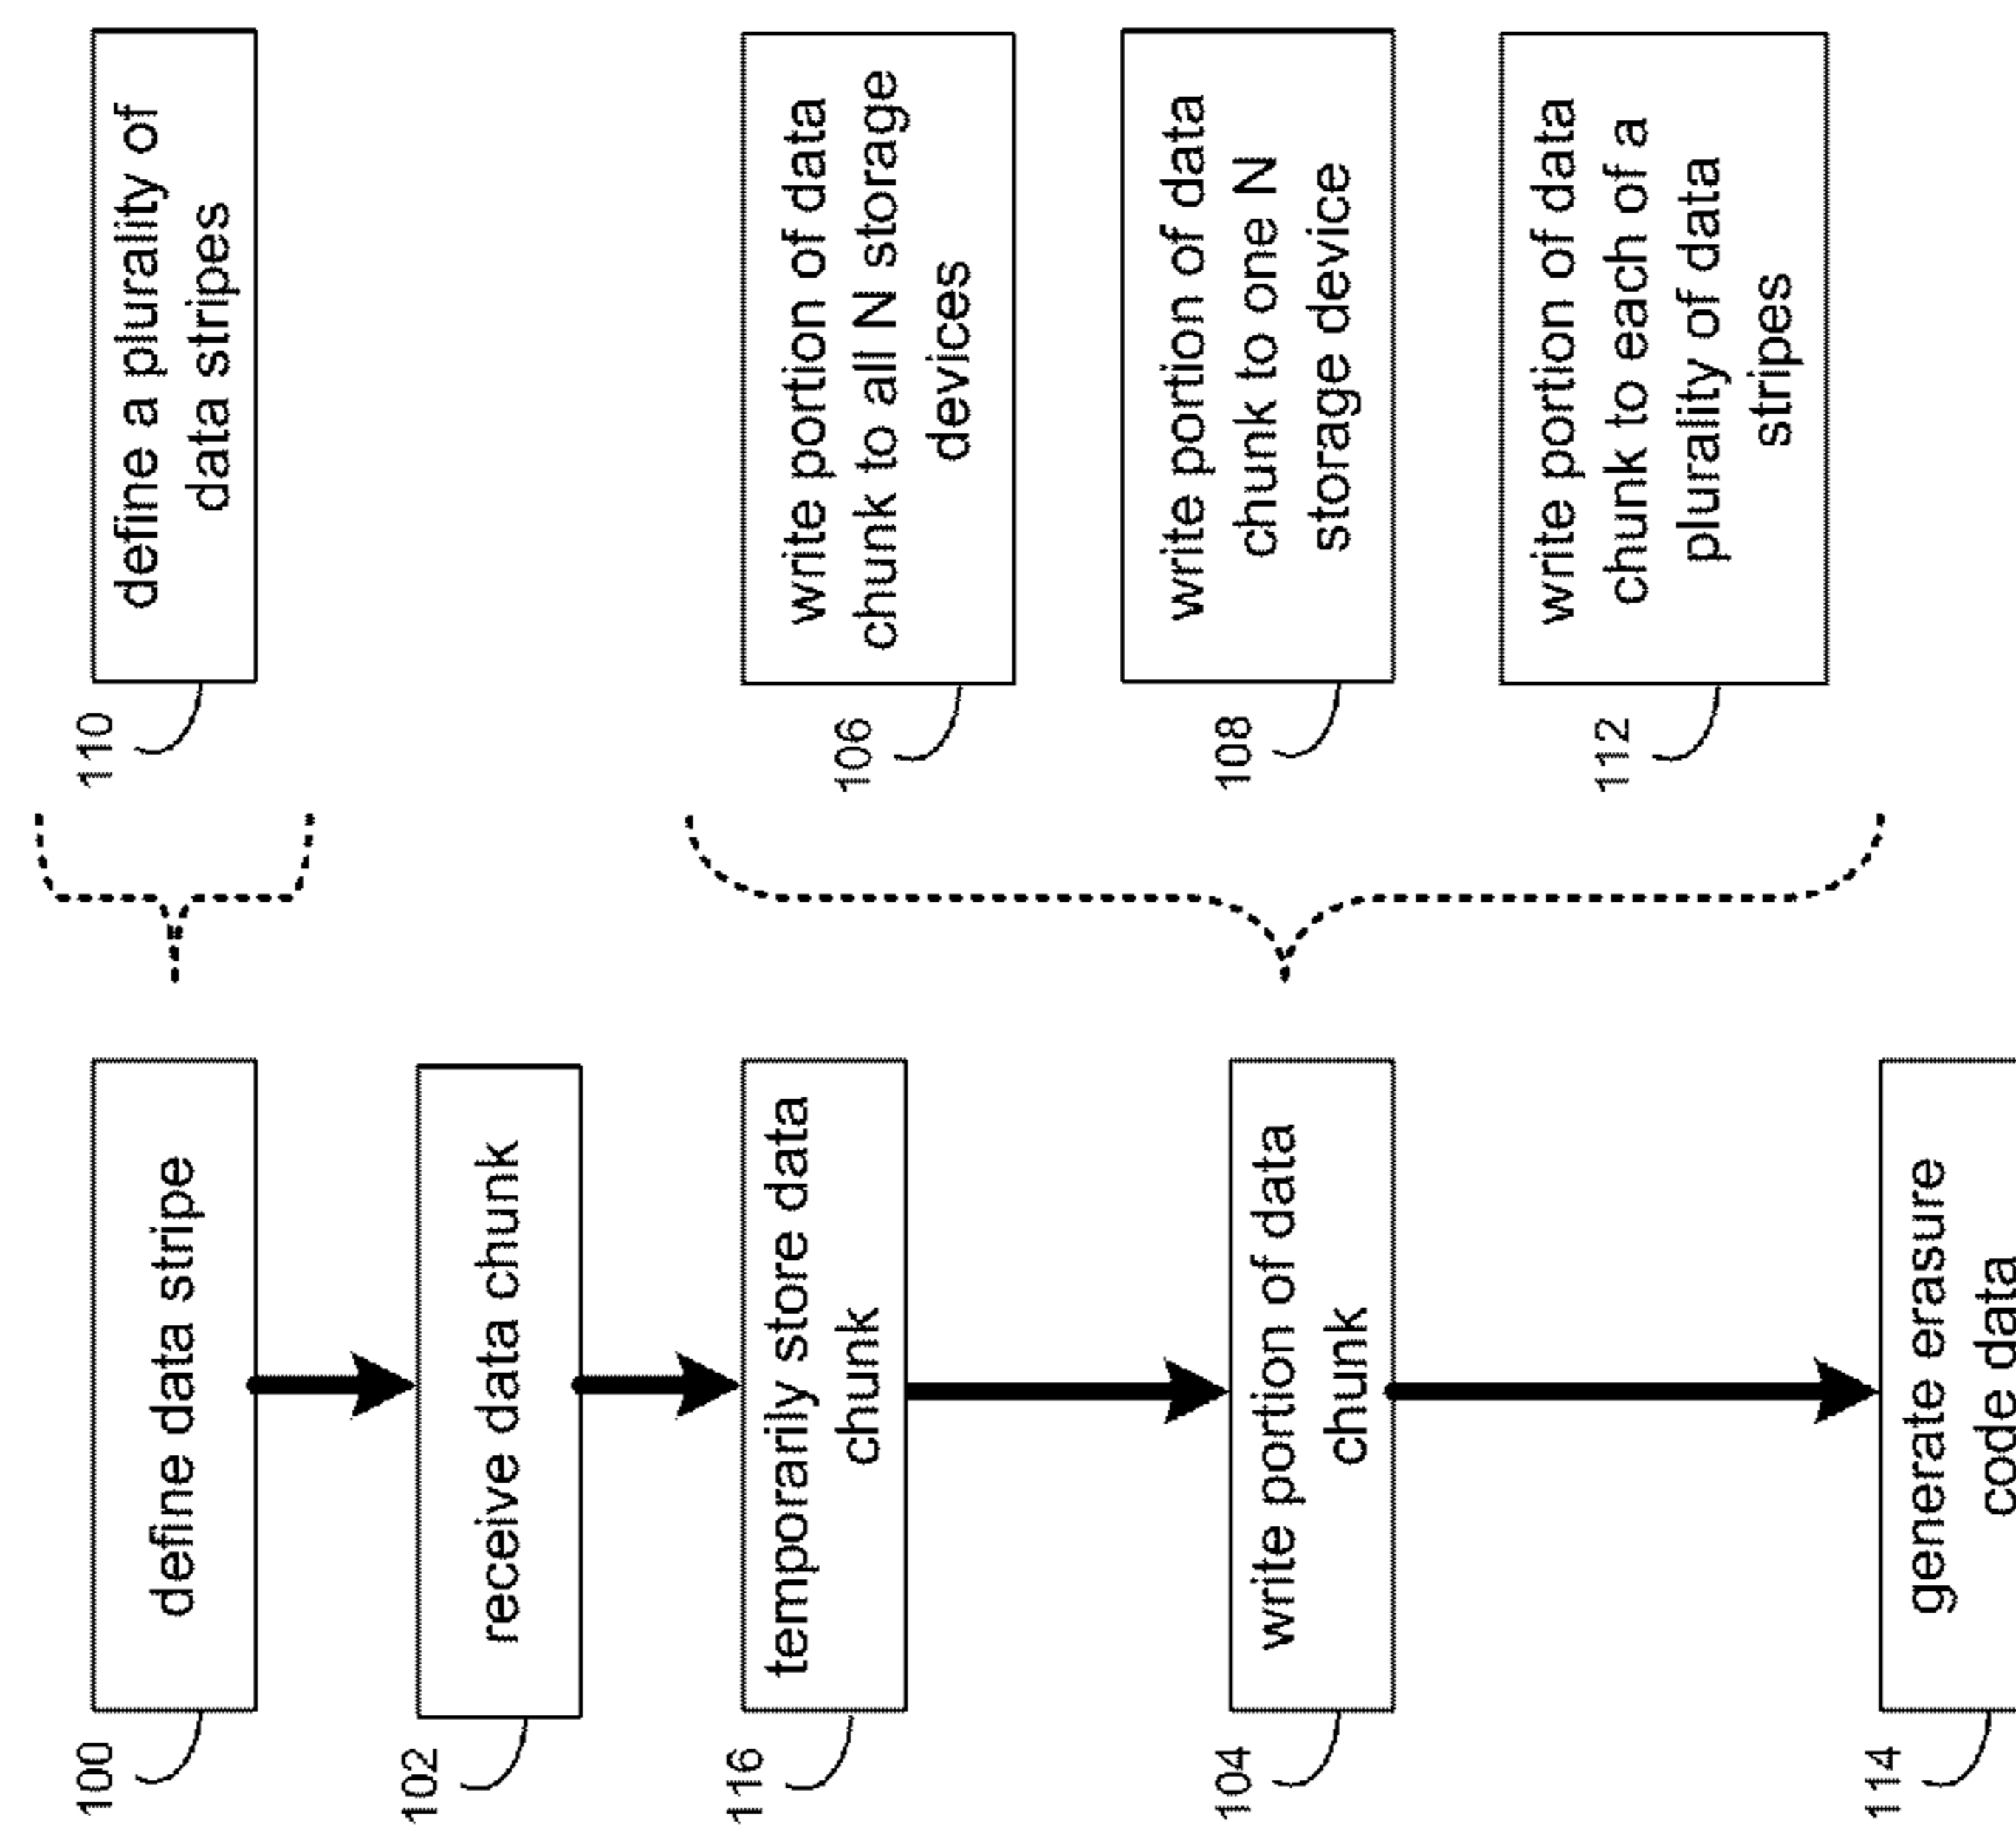 100
define data stripe
110
define a plurality of
data stripes
102
receive data chunk
116
temporarily store data
chunk
104
write portion of data
chunk
106
write portion of data
chunk to all N storage
devices
108
write portion of data
chunk to one N
storage device
112
write portion of data
chunk to each of a
plurality of data
stripes
114
generate erasure
code data